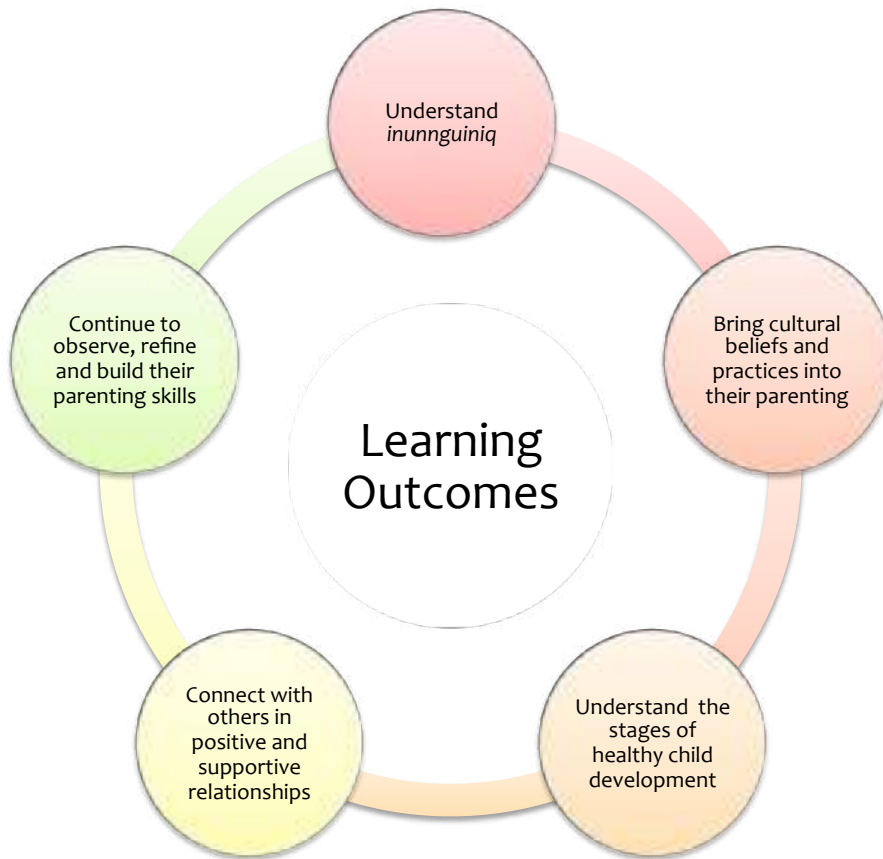 Understand
inunnguiniq
Bring cultural
beliefs and
practices into
their parenting
Understand the
stages of
healthy child
development
Connect with
others in
positive and
supportive
relationships
Continue to
observe, refine
and build their
parenting skills
Learning
Outcomes